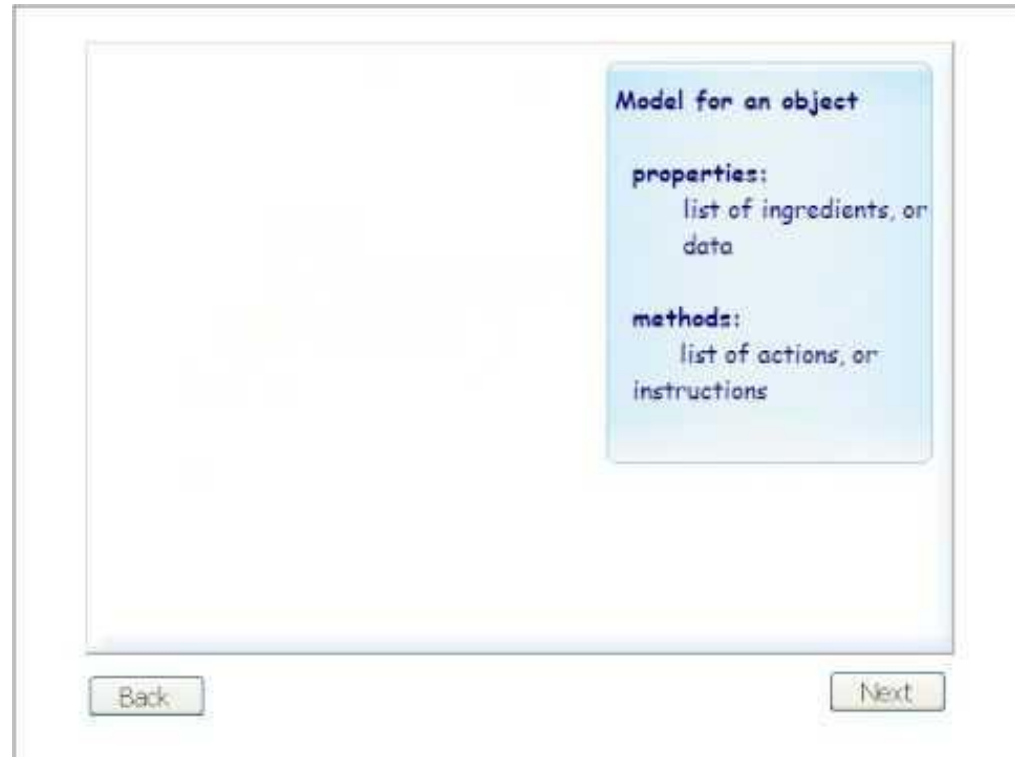 Model for an object
properties:
list of ingredients, or
data
methods:
list of actions, or
instructions
Back
Next